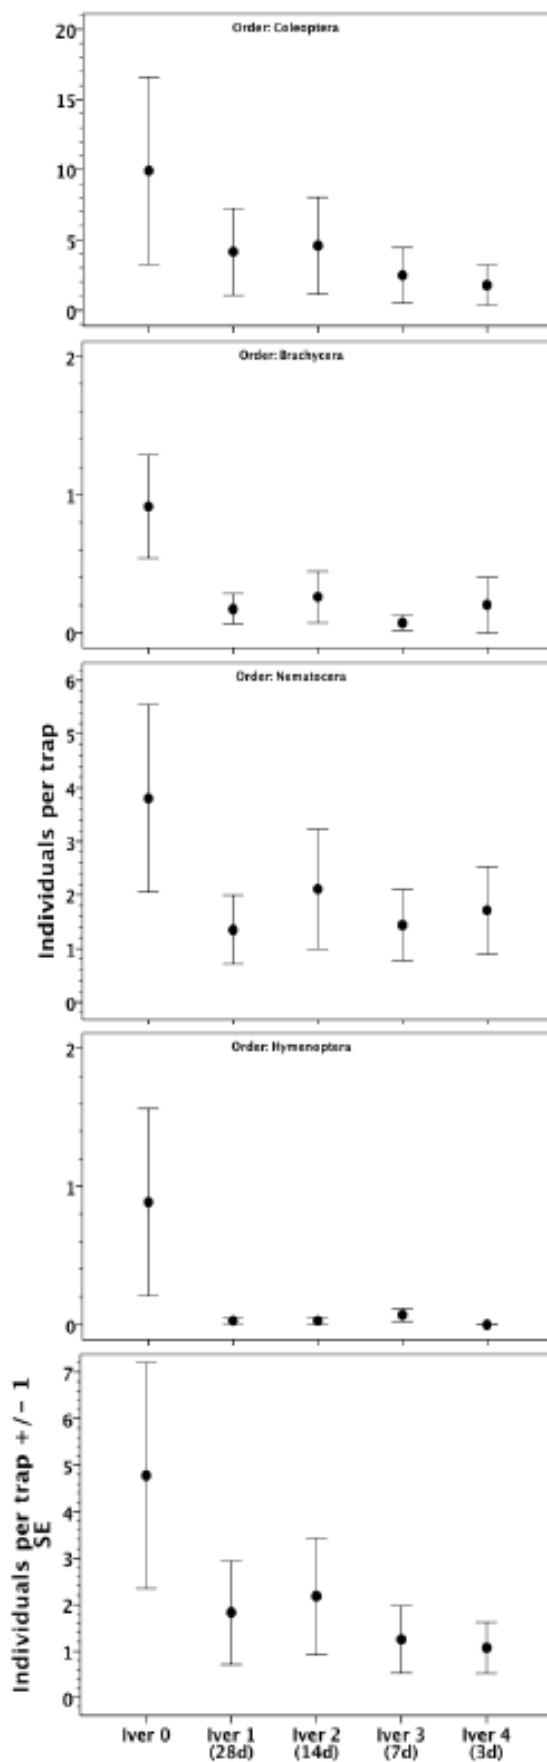 Order: Coleoptera
20
15
10
5
0
Order: Brachycera
2
1
0
Order: Nematocera
6
5
4
3
2
1
0
Individuals per trap
Order: Hymenoptera
2
1
0
7
6
5
4
3
2
1
0
Individuals per trap +/- 1
SE
Iver 0 Iver 1 Iver 2 Iver 3 Iver 4
(28d) (14d) (7d) (3d)